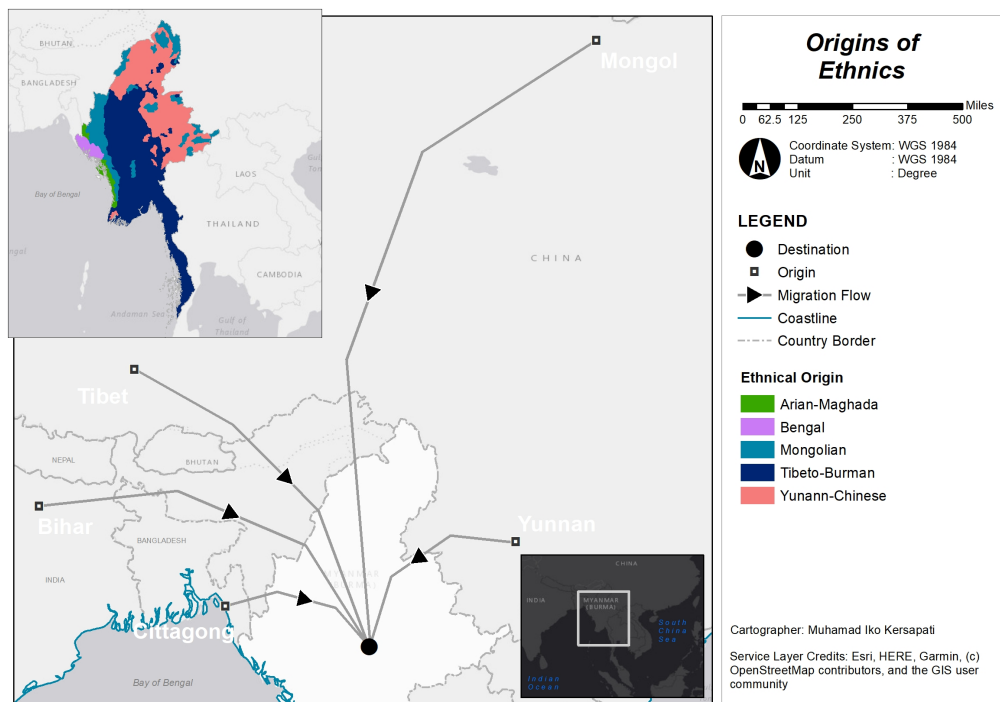 BHUTAN
BANGLADESH
LAOS
Bay of Bengal
THAILAND
CAMBODIA
Andaman Sea
Gulf of
Thailand
Mongol
CHINA
Tibet
NEPAL
BHUTAN
Bihar
BANGLADESH
INDIA
Yunnan
MYANMAR
Cittagong
Bay of Bengal
CHINA
INDIA
MYANMAR
(BURMA)
South
China
Sea
Indian
Ocean
Origins of
Ethnics
Miles
0 62.5 125 250 375 500
N
Coordinate System: WGS 1984
Datum : WGS 1984
Unit : Degree
LEGEND
Destination
Origin
Migration Flow
Coastline
Country Border
Ethnical Origin
Arian-Maghada
Bengal
Mongolian
Tibeto-Burman
Yunann-Chinese
Cartographer: Muhamad Iko Kersapati
Service Layer Credits: Esri, HERE, Garmin, (c)
OpenStreetMap contributors, and the GIS user
community